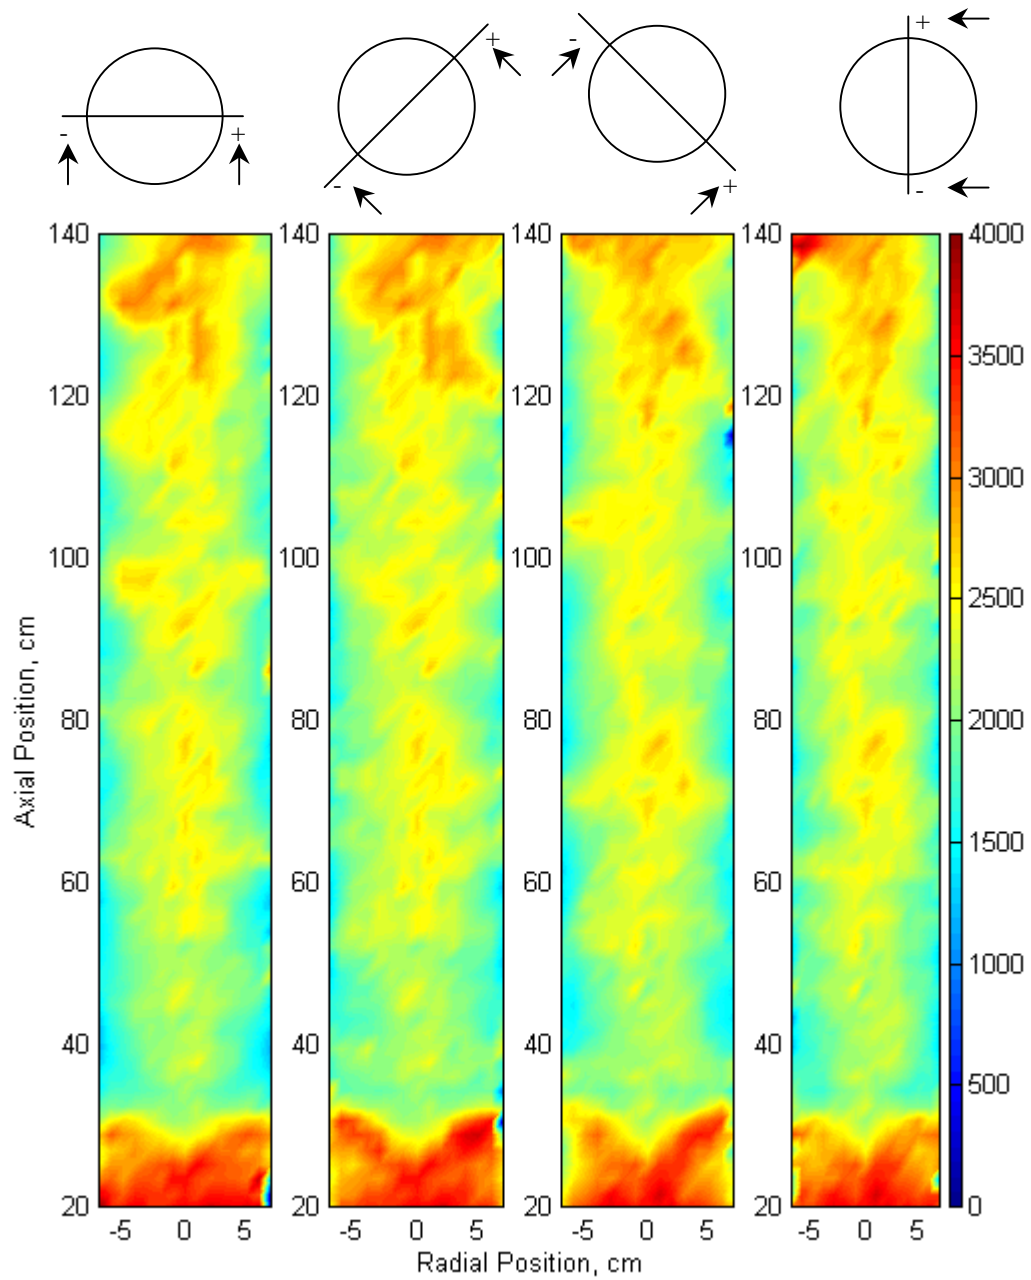 - + - + - + + -
140 140 140 140 4000
3500
120 120 120 120
3000
100 100 100 100
2500
80 80 80 80
2000
1500
60 60 60 60
1000
40 40 40 40
500
20 20 20 20 0
-5 0 5 -5 0 5 -5 0 5 -5 0 5
Axial Position, cm
Radial Position, cm